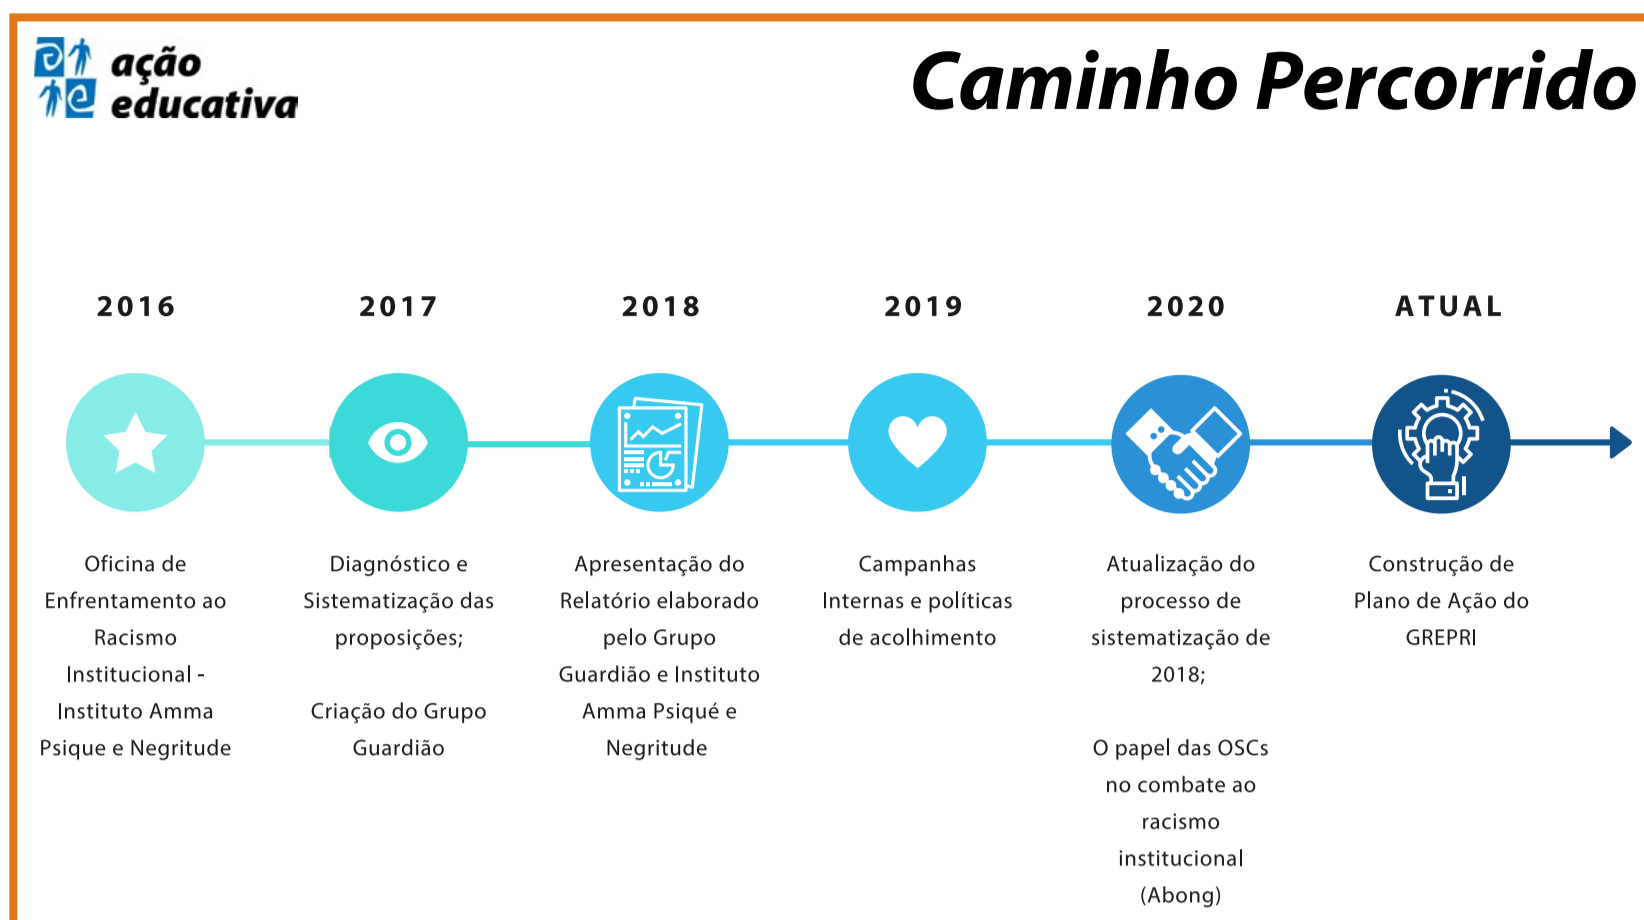 ação
educativa
Caminho Percorrido
2016
Oficina de
Enfrentamento ao
Racismo
Institucional -
Instituto Amma
Psique e Negritude
2017
Diagnóstico e
Sistematização das
proposições;
Criação do Grupo
Guardião
2018
Apresentação do
Relatório elaborado
pelo Grupo
Guardião e Instituto
Amma Psiqué e
Negritude
2019
Campanhas
Internas e políticas
de acolhimento
2020
Atualização do
processo de
sistematização de
2018;
O papel das OSCs
no combate ao
racismo
institucional
(Abong)
ATUAL
Construção de
Plano de Ação do
GREPRI